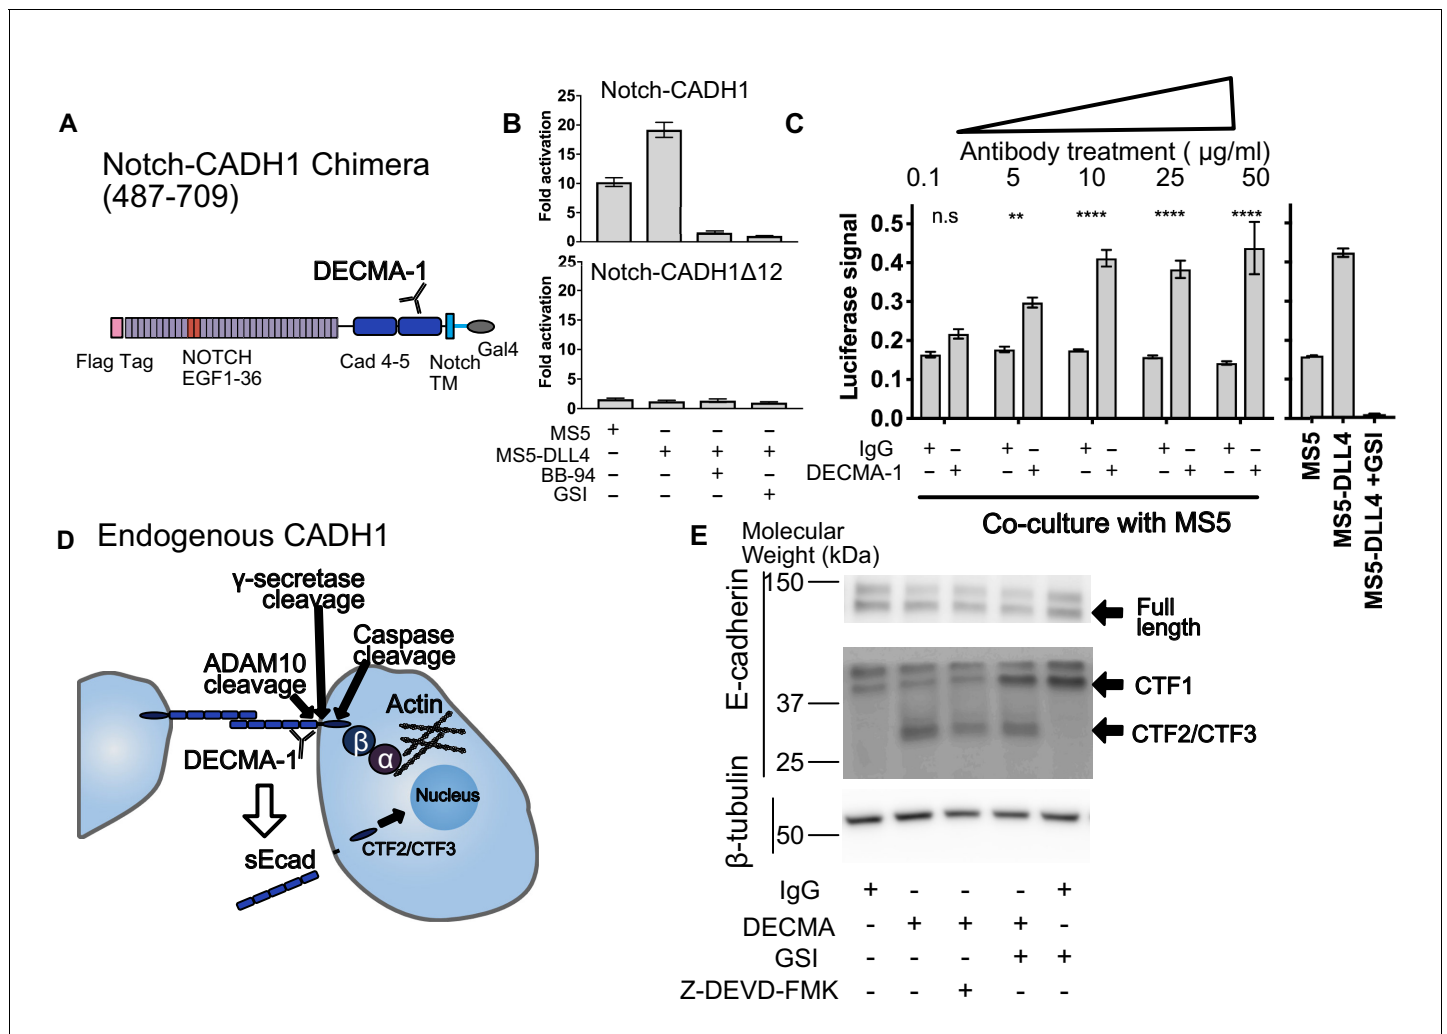 A
Notch-CADH1 Chimera
(487-709)
DECMA-1
Flag Tag
NOTCH
EGF1-36
Cad 4-5
Notch
TM
Gal4
B
Notch-CADH1
Fold activation
25
20
15
10
5
0
Notch-CADH1Δ12
Fold activation
25
20
15
10
5
0
MS5 + – – –
MS5-DLL4 – + + +
BB-94 – – + –
GSI – – – +
C
Antibody treatment ( µg/ml)
0.1 5 10 25 50
n.s ** **** **** ****
Luciferase signal
0.5
0.4
0.3
0.2
0.1
0.0
IgG + – + – + – + – + –
DECMA-1 – + – + – + – + – +
Co-culture with MS5
MS5
MS5-DLL4
MS5-DLL4 +GSI
D
Endogenous CADH1
γ-secretase
cleavage
Caspase
cleavage
ADAM10
cleavage
Actin
β
α
DECMA-1
Nucleus
CTF2/CTF3
sEcad
E
Molecular
Weight (kDa)
E-cadherin
150
37
25
Full
length
CTF1
CTF2/CTF3
β-tubulin
50
IgG + - - - +
DECMA - + + + -
GSI - - - + +
Z-DEVD-FMK - - + - -